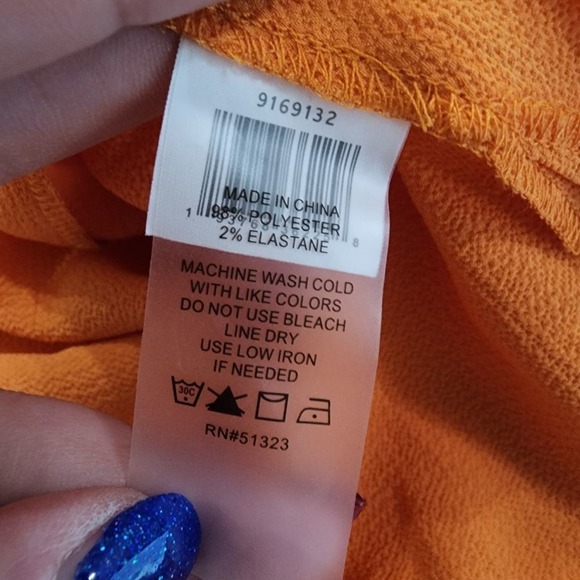 9169132
MADE IN CHINA
98% POLYESTER
2% ELASTANE
MACHINE WASH COLD
WITH LIKE COLORS
DO NOT USE BLEACH
LINE DRY
USE LOW IRON
IF NEEDED
30C
RN#51323